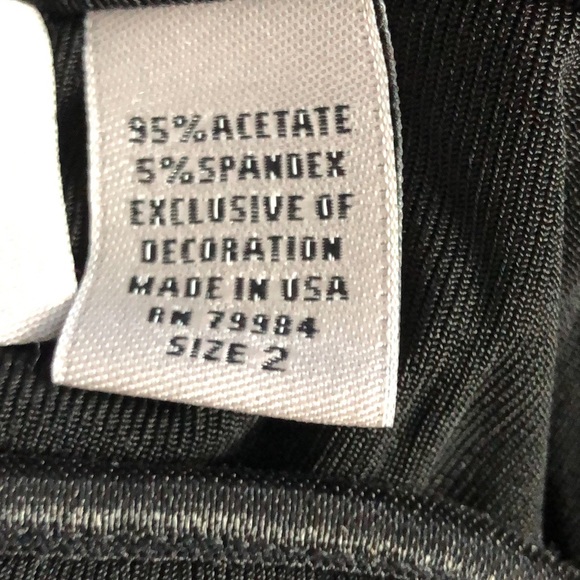 95% ACETATE
5% SPANDEX
EXCLUSIVE OF
DECORATION
MADE IN USA
RN 79984
SIZE 2